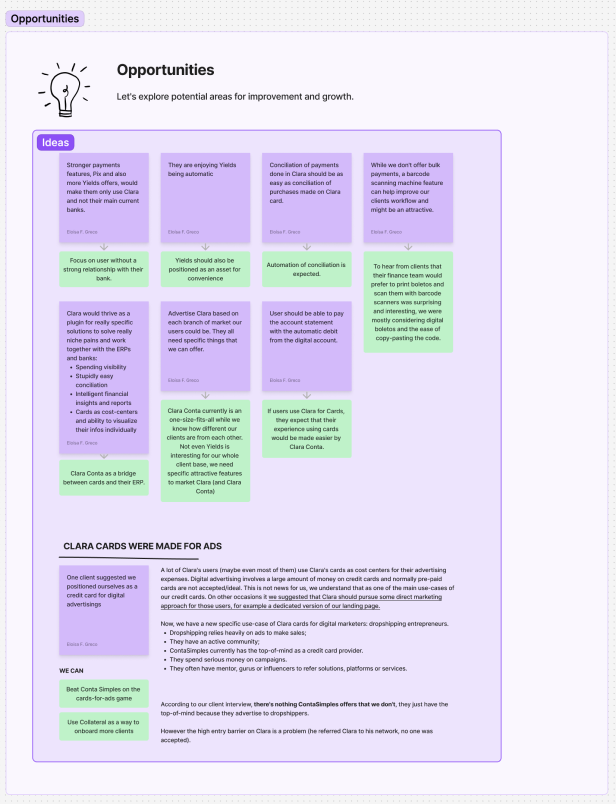 Opportunities
Opportunities
Let's explore potential areas for improvement and growth.
Ideas
Stronger payments
features, Pix and also
more Yields offers, would
make them only use Clara
and not their main current
banks.
Eloisa F. Greco
Focus on user without a
strong relationship with their
bank.
They are enjoying Yields
being automatic
Eloisa F. Greco
Yields should also be
positioned as an asset for
convenience
Conciliation of payments
done in Clara should be as
easy as conciliation of
purchases made on Clara
card.
Eloisa F. Greco
Automation of conciliation is
expected.
While we don't offer bulk
payments, a barcode
scanning machine feature
can help improve our
clients workflow and
might be an attractive.
Eloisa F. Greco
To hear from clients that
their finance team would
prefer to print boletos and
scan them with barcode
scanners was surprising
and interesting, we were
mostly considering digital
boletos and the ease of
copy-pasting the code.
Clara would thrive as a
plugin for really specific
solutions to solve really
niche pains and work
together with the ERPs
and banks:
• Spending visibility
• Stupidly easy
conciliation
• Intelligent financial
insights and reports
• Cards as cost-centers
and ability to visualize
their infos individually
Eloisa F. Greco
Clara Conta as a bridge
between cards and their ERP.
Advertise Clara based on
each branch of market our
users could be. They all
need specific things that
we can offer.
Eloisa F. Greco
Clara Conta currently is an
one-size-fits-all while we
know how different our
clients are from each other.
Not even Yields is
interesting for our whole
client base, we need
specific attractive features
to market Clara (and Clara
Conta)
User should be able to pay
the account statement
with the automatic debit
from the digital account.
Eloisa F. Greco
If users use Clara for Cards,
they expect that their
experience using cards
would be made easier by
Clara Conta.
CLARA CARDS WERE MADE FOR ADS
One client suggested we
positioned ourselves as a
credit card for digital
advertisings
Eloisa F. Greco
WE CAN
Beat Conta Simples on the
cards-for-ads game
Use Collateral as a way to
onboard more clients
A lot of Clara's users (maybe even most of them) use Clara's cards as cost centers for their advertising
expenses. Digital advertising involves a large amount of money on credit cards and normally pre-paid
cards are not accepted/ideal. This is not news for us, we understand that as one of the main use-cases of
our credit cards. On other occasions it we suggested that Clara should pursue some direct marketing
approach for those users, for example a dedicated version of our landing page.
Now, we have a new specific use-case of Clara cards for digital marketers: dropshipping entrepreneurs.
• Dropshipping relies heavily on ads to make sales;
• They have an active community;
• ContaSimples currently has the top-of-mind as a credit card provider.
• They spend serious money on campaigns.
• They often have mentor, gurus or influencers to refer solutions, platforms or services.
According to our client interview, there's nothing ContaSimples offers that we don't, they just have the
top-of-mind because they advertise to dropshippers.
However the high entry barrier on Clara is a problem (he referred Clara to his network, no one was
accepted).